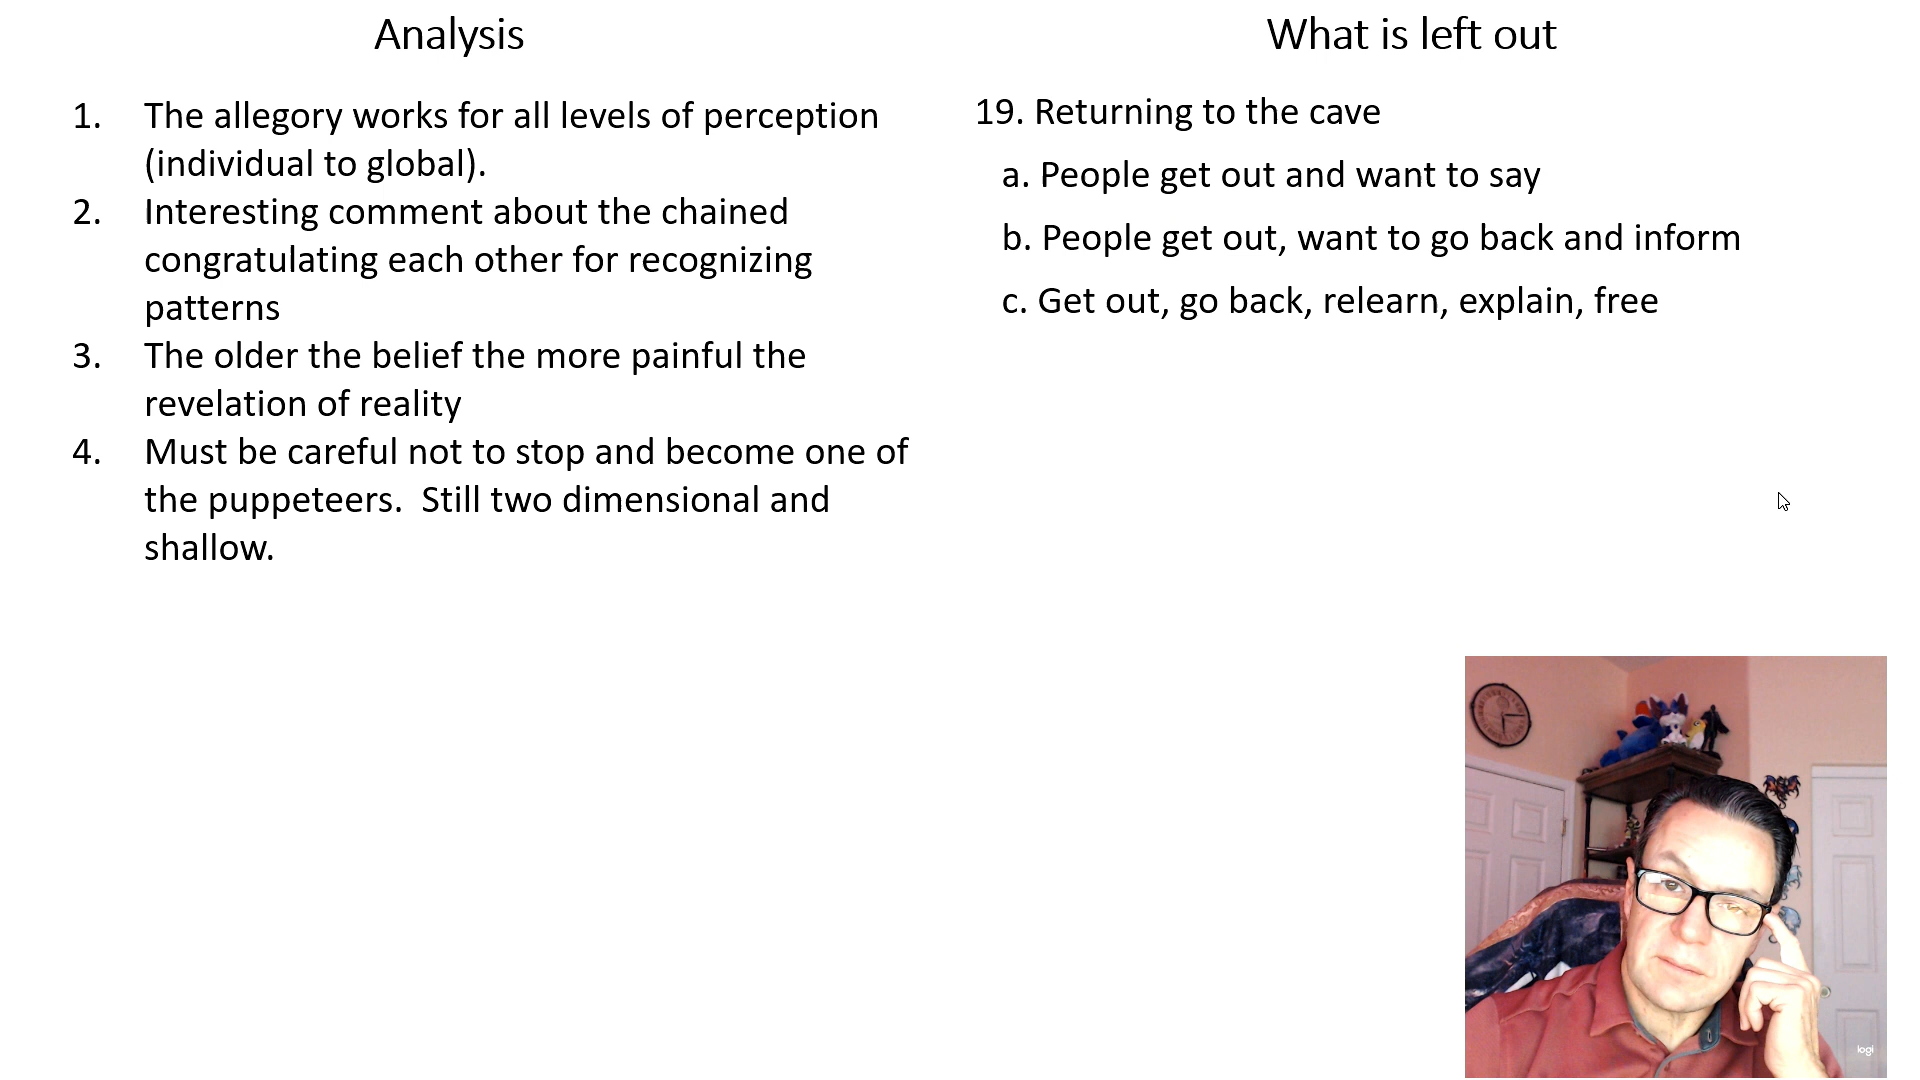 Analysis
1. The allegory works for all levels of perception
(individual to global).
2. Interesting comment about the chained
congratulating each other for recognizing
patterns
3. The older the belief the more painful the
revelation of reality
4. Must be careful not to stop and become one of
the puppeteers.  Still two dimensional and
shallow.
What is left out
19. Returning to the cave
a. People get out and want to say
b. People get out, want to go back and inform
c. Get out, go back, relearn, explain, free
logi